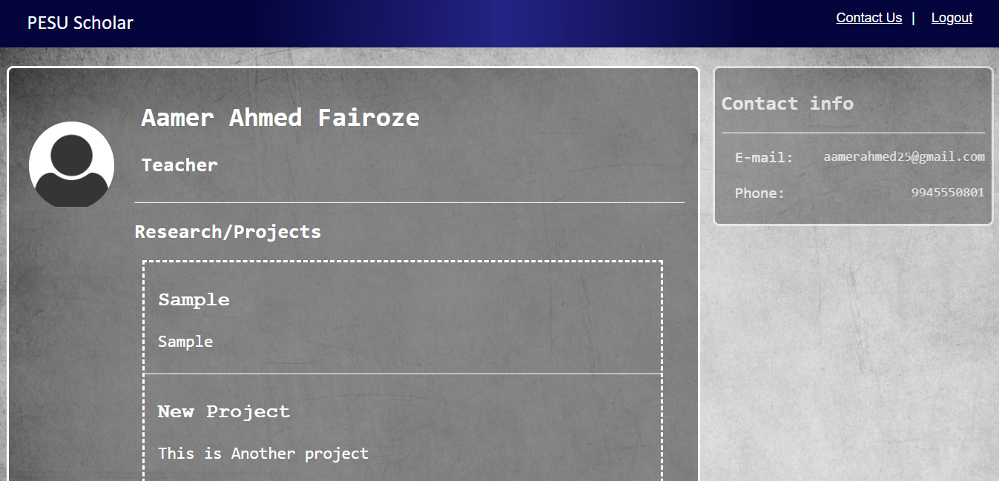 PESU Scholar
Contact Us | Logout
Aamer Ahmed Fairoze
Teacher
Research/Projects
Sample
Sample
New Project
This is Another project
Contact info
E-mail: aamerahmed25@gmail.com
Phone: 9945550801